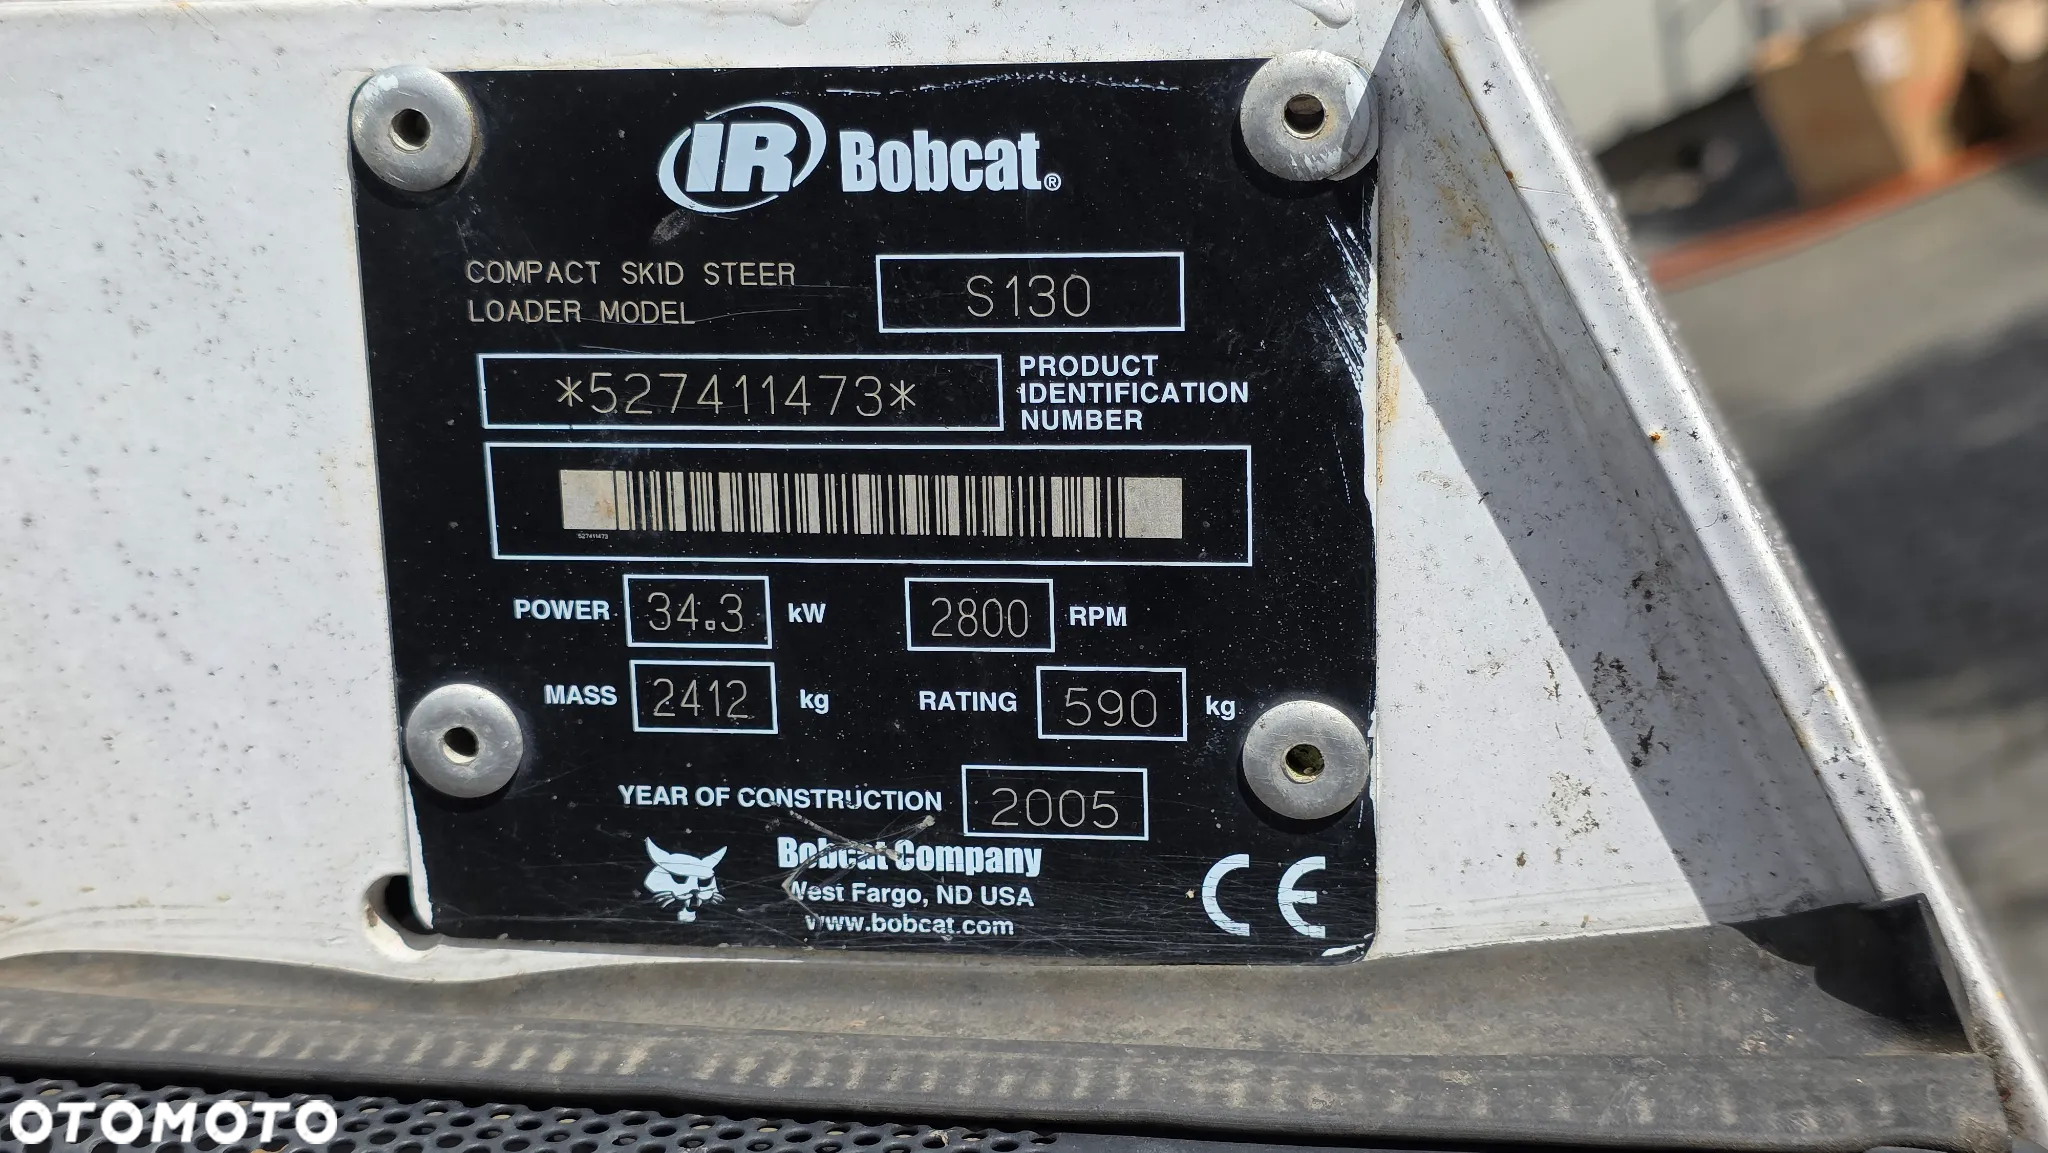 IR Bobcat®
COMPACT SKID STEER
LOADER MODEL
S130
*527411473*
PRODUCT
IDENTIFICATION
NUMBER
527411473
POWER 34.3 kW 2800 RPM
MASS 2412 kg RATING 590 kg
YEAR OF CONSTRUCTION 2005
Bobcat Company
West Fargo, ND USA
www.bobcat.com
CE
OTOMOTO